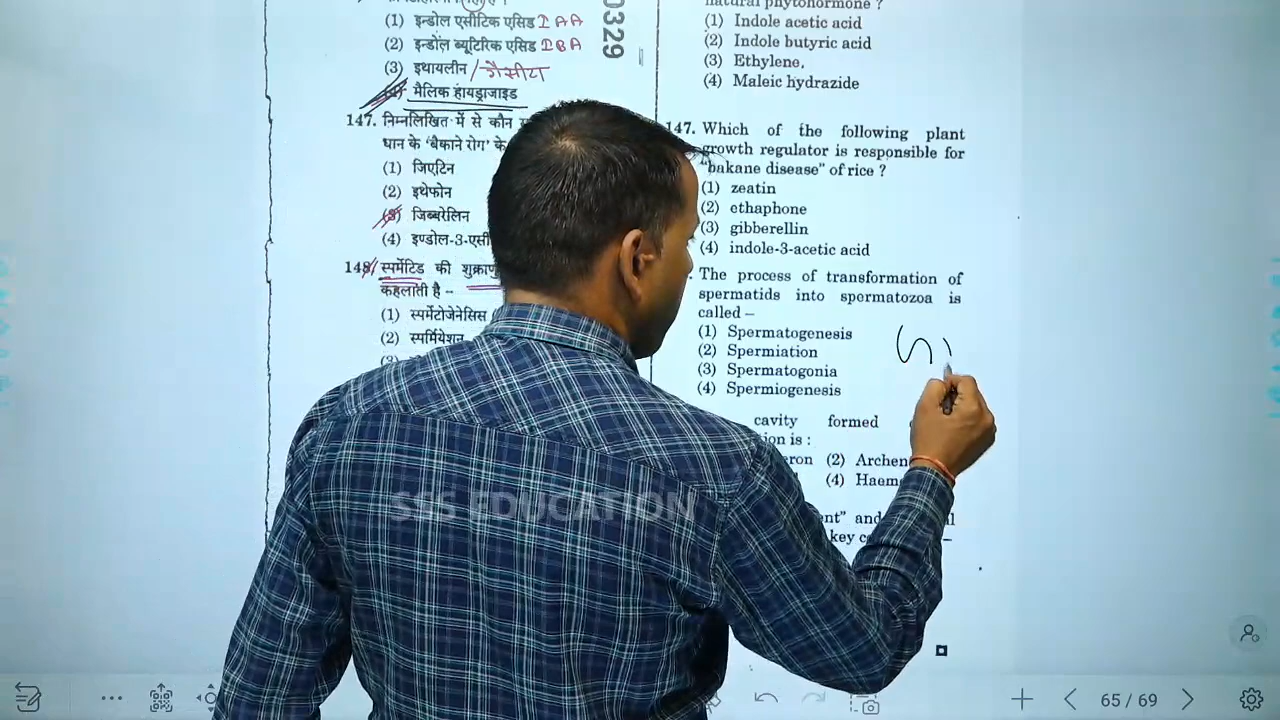 (1) इन्डोल एसीटिक एसिड IAA
(2) इन्डोल ब्यूटिरिक एसिड IBA
(3) इथायलीन / गैसीय
मैलिक हायड्राजाइड
147. निम्नलिखित में से कौन
धान के 'बैकाने रोग' के
(1) जिएटिन
(2) इथेफोन
(3) जिब्बरेलिन
(4) इण्डोल-3-एसी
148. स्पर्मेटिड की शुक्राणु
कहलाती है –
(1) स्पर्मेटोजेनेसिस
(2) स्पर्मियेशन
0329
natural phytohormone ?
(1) Indole acetic acid
(2) Indole butyric acid
(3) Ethylene.
(4) Maleic hydrazide
147. Which of the following plant
growth regulator is responsible for
"bakane disease" of rice ?
(1) zeatin
(2) ethaphone
(3) gibberellin
(4) indole-3-acetic acid
The process of transformation of
spermatids into spermatozoa is
called –
(1) Spermatogenesis
(2) Spermiation
(3) Spermatogonia
(4) Spermiogenesis
cavity formed
is :
(2) Archen
(4) Haem
and
key
SSS EDUCATION
65 / 69